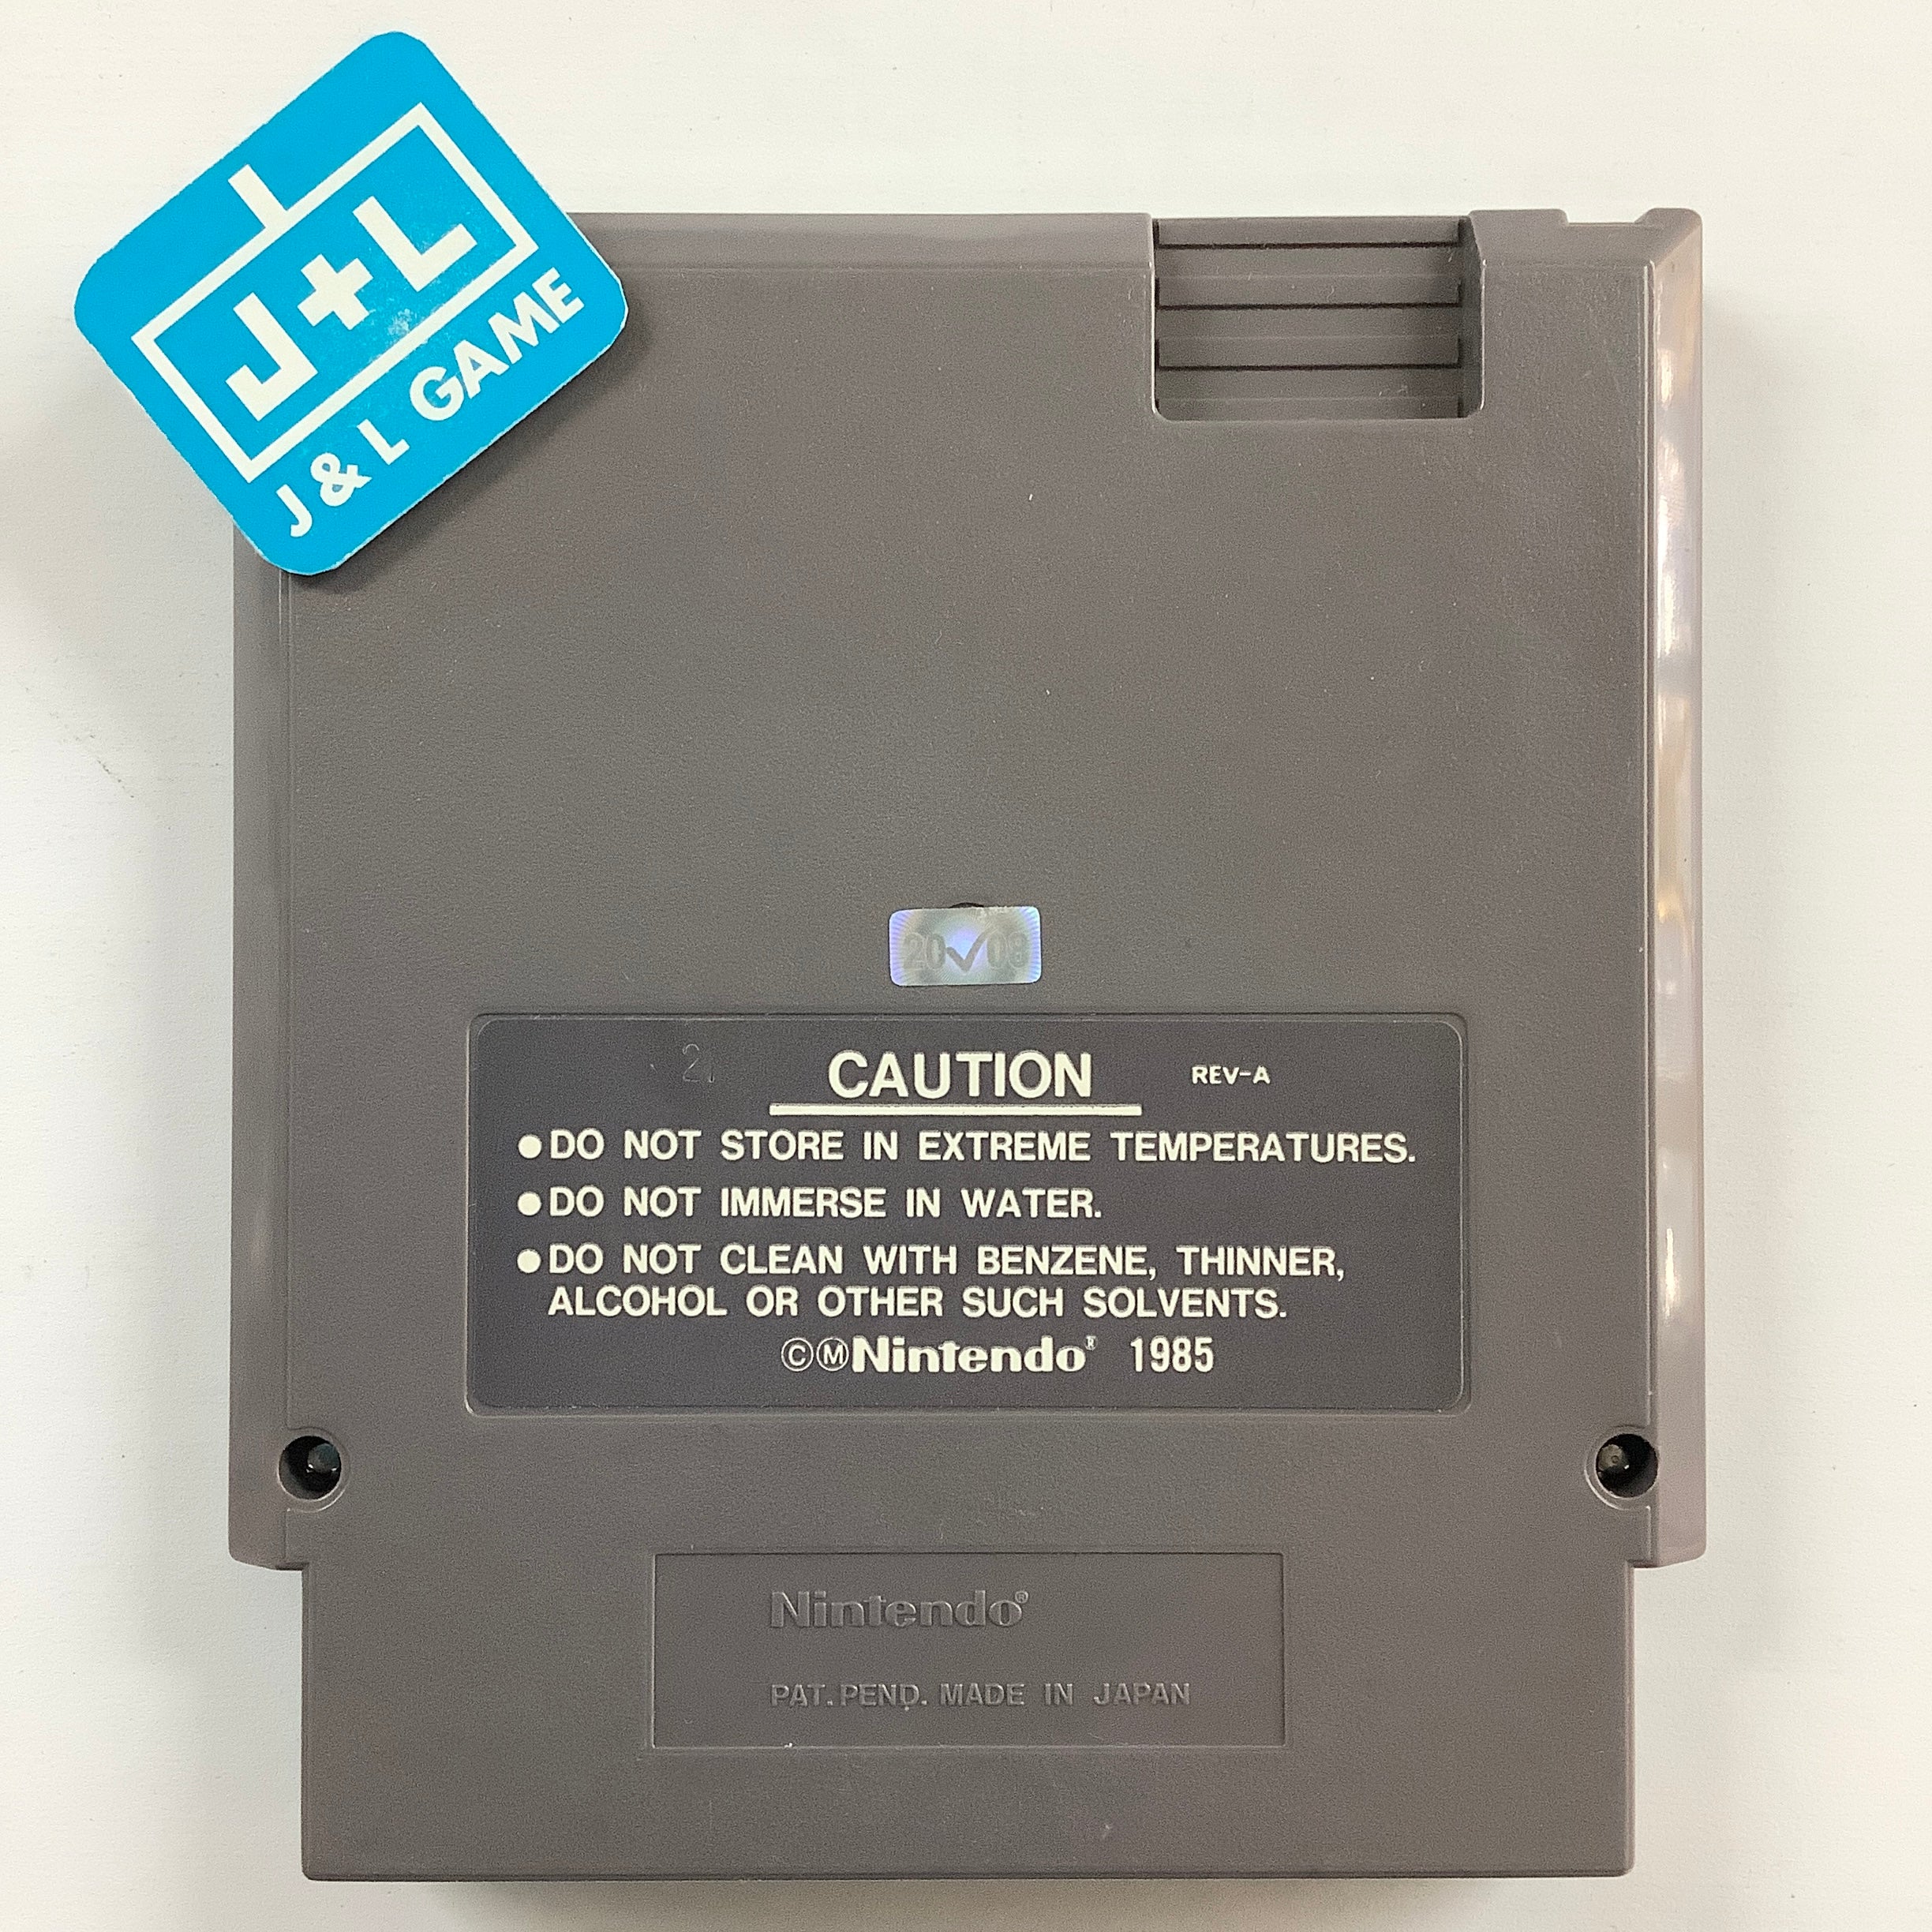 J+L
J & L GAME
20✓08
21
CAUTION REV-A
●DO NOT STORE IN EXTREME TEMPERATURES.
●DO NOT IMMERSE IN WATER.
●DO NOT CLEAN WITH BENZENE, THINNER,
ALCOHOL OR OTHER SUCH SOLVENTS.
©ⓂNintendo® 1985
Nintendo®
PAT. PEND. MADE IN JAPAN